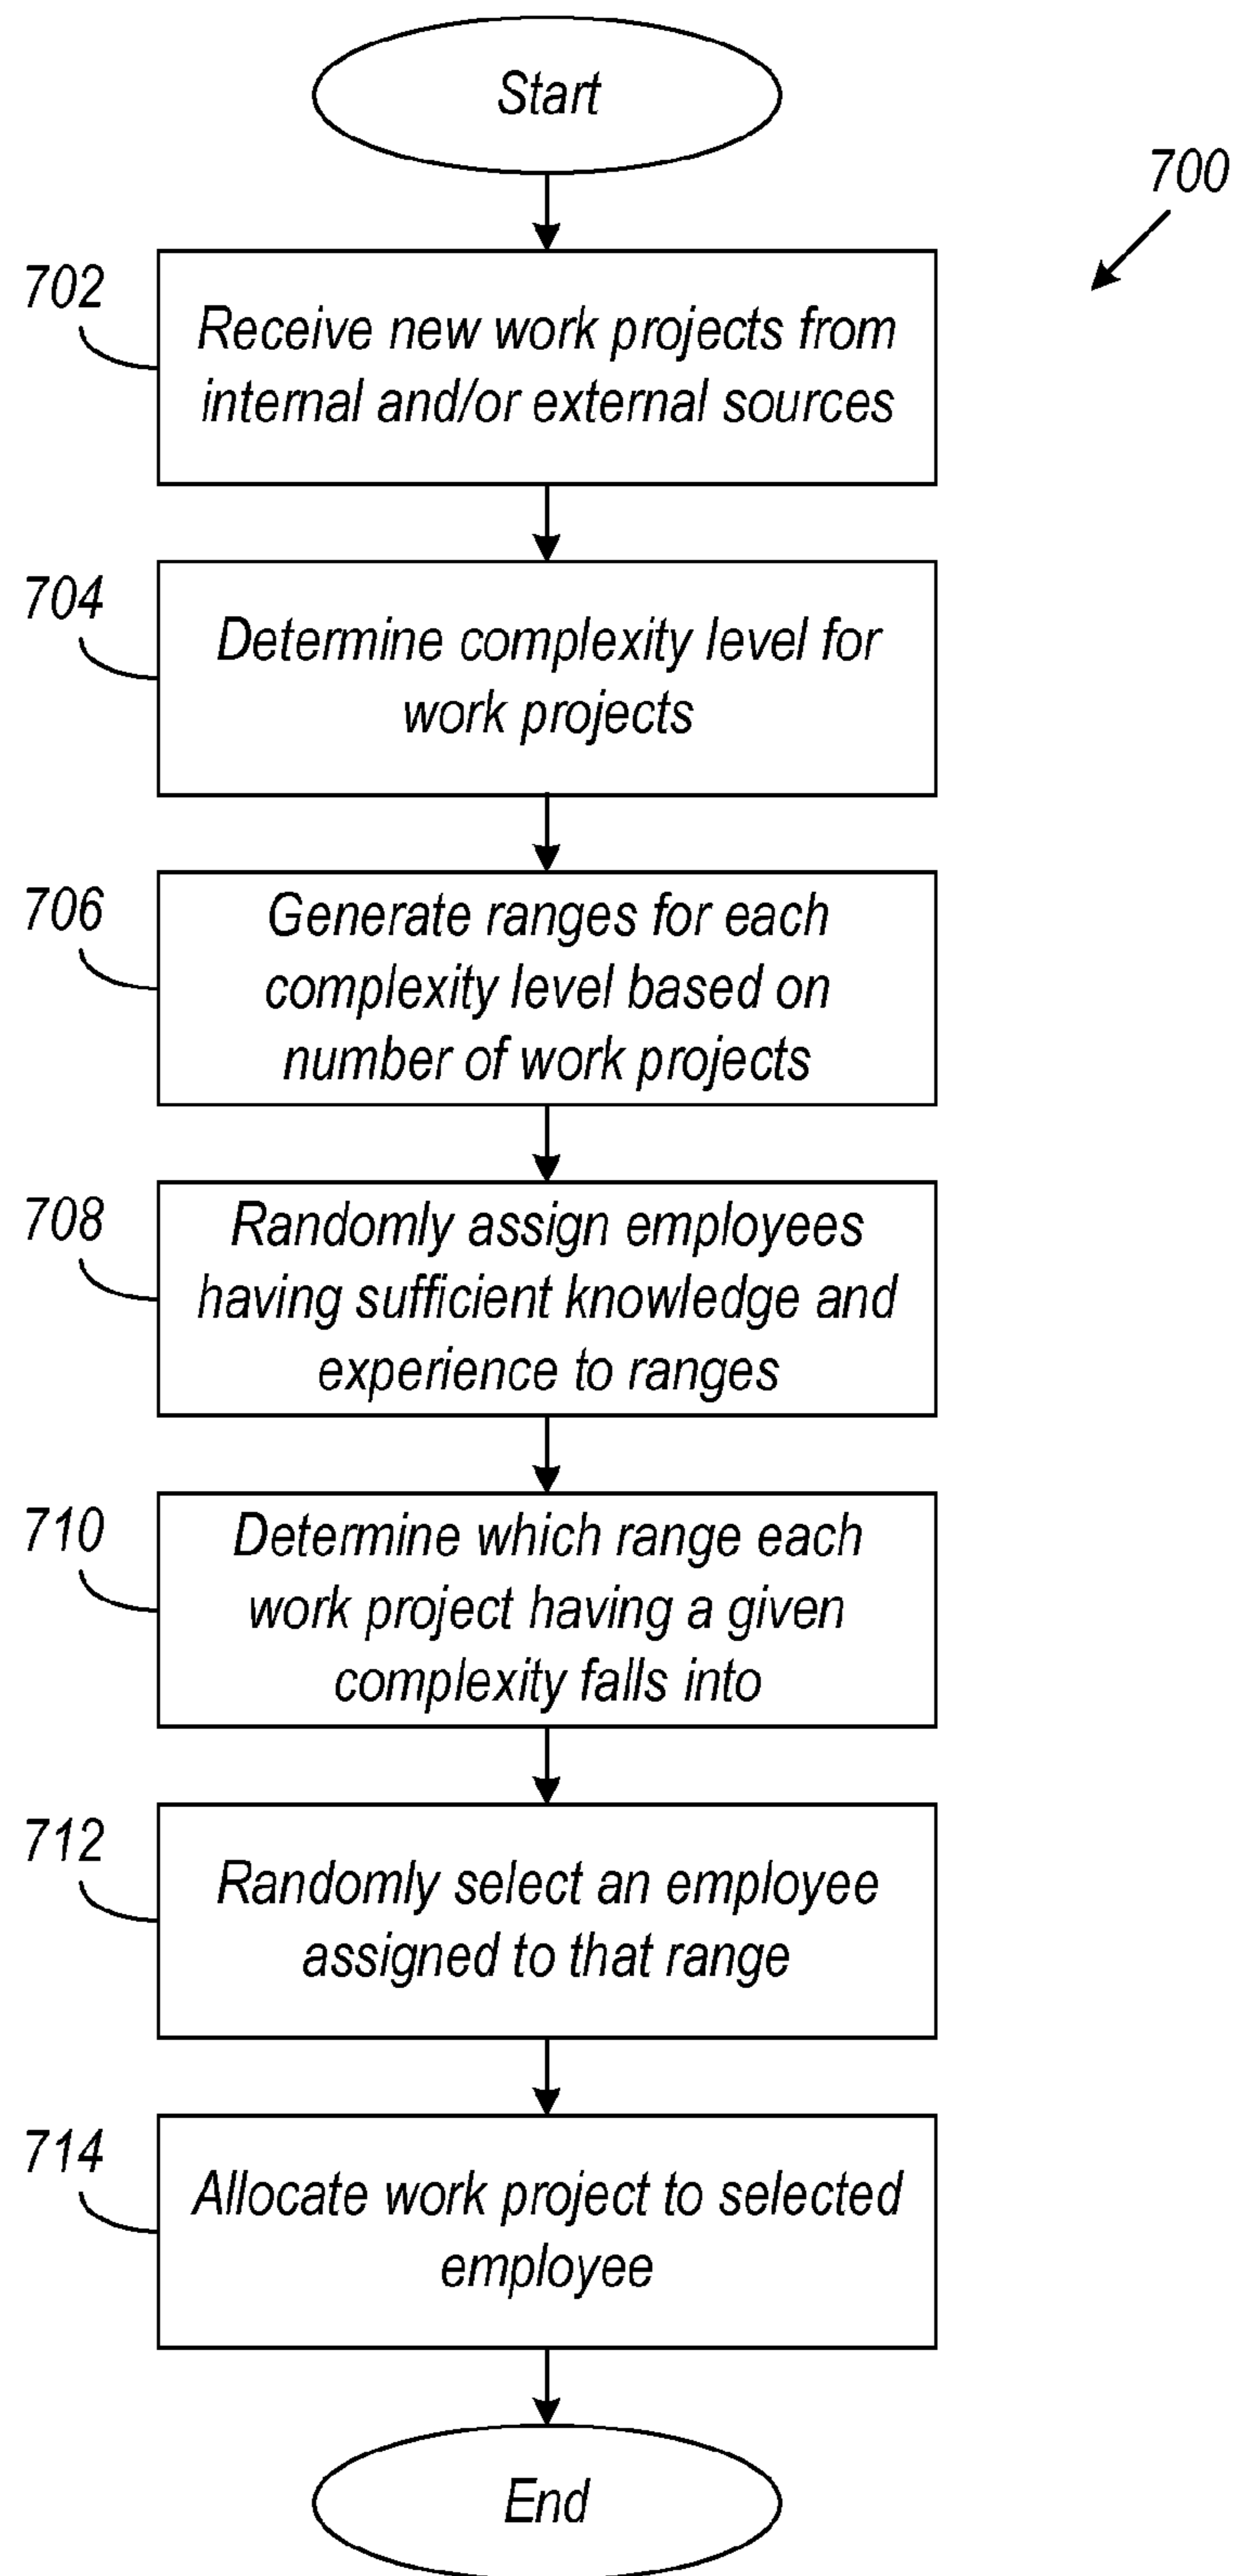 Start
700
702
Receive new work projects from
internal and/or external sources
704
Determine complexity level for
work projects
706
Generate ranges for each
complexity level based on
number of work projects
708
Randomly assign employees
having sufficient knowledge and
experience to ranges
710
Determine which range each
work project having a given
complexity falls into
712
Randomly select an employee
assigned to that range
714
Allocate work project to selected
employee
End